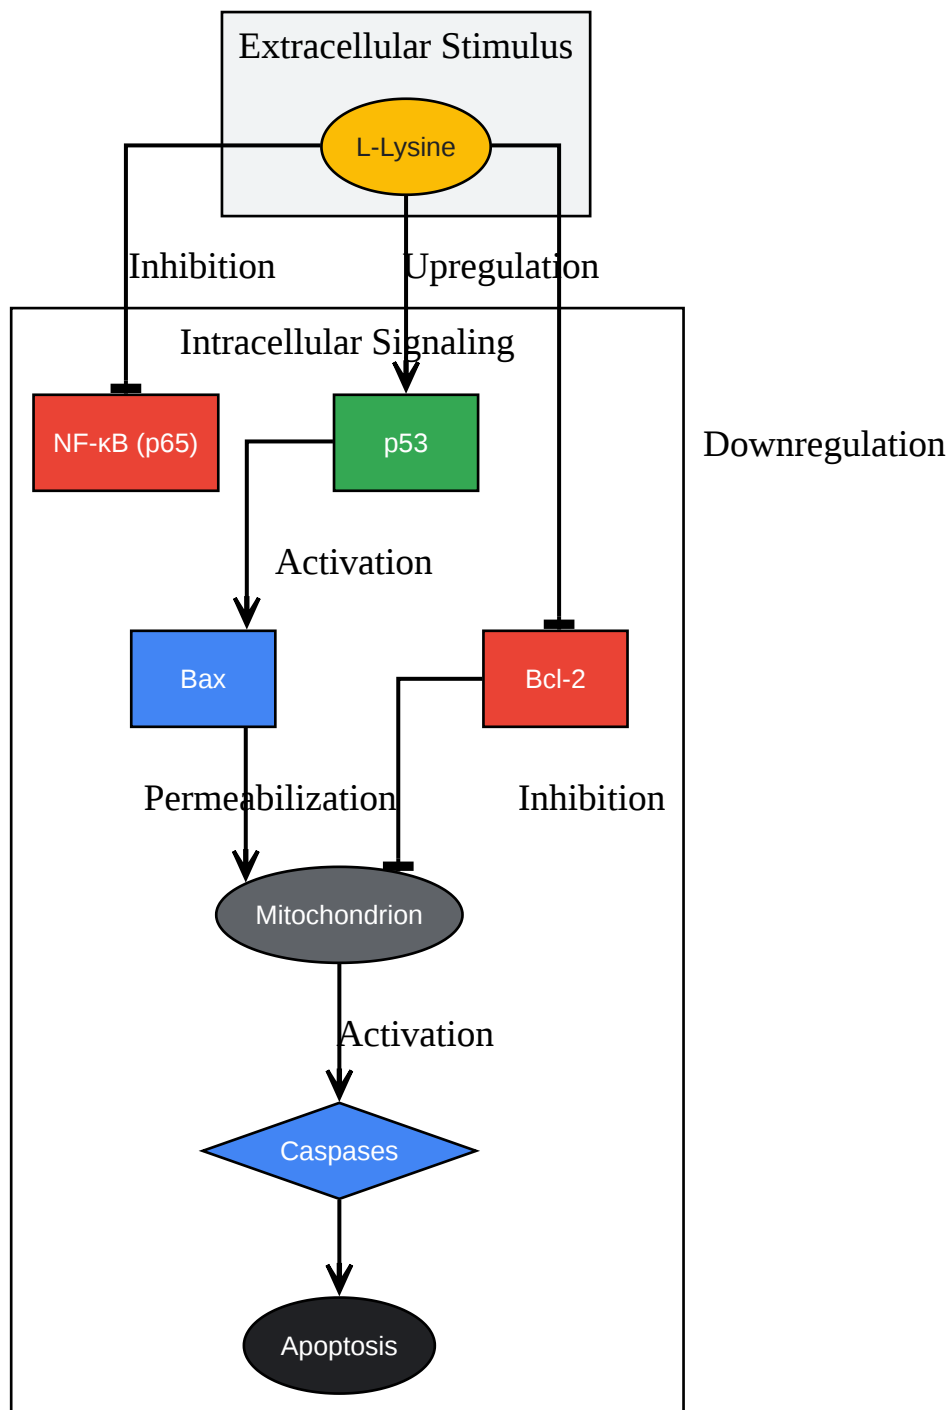 Extracellular Stimulus
L-Lysine
Inhibition
Upregulation
Intracellular Signaling
NF-κB (p65)
p53
Downregulation
Activation
Bax
Bcl-2
Permeabilization
Inhibition
Mitochondrion
Activation
Caspases
Apoptosis